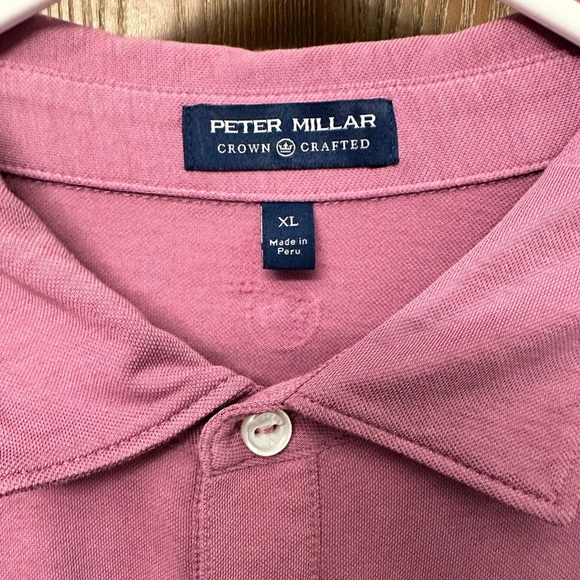 PETER MILLAR
CROWN CRAFTED
XL
Made in
Peru